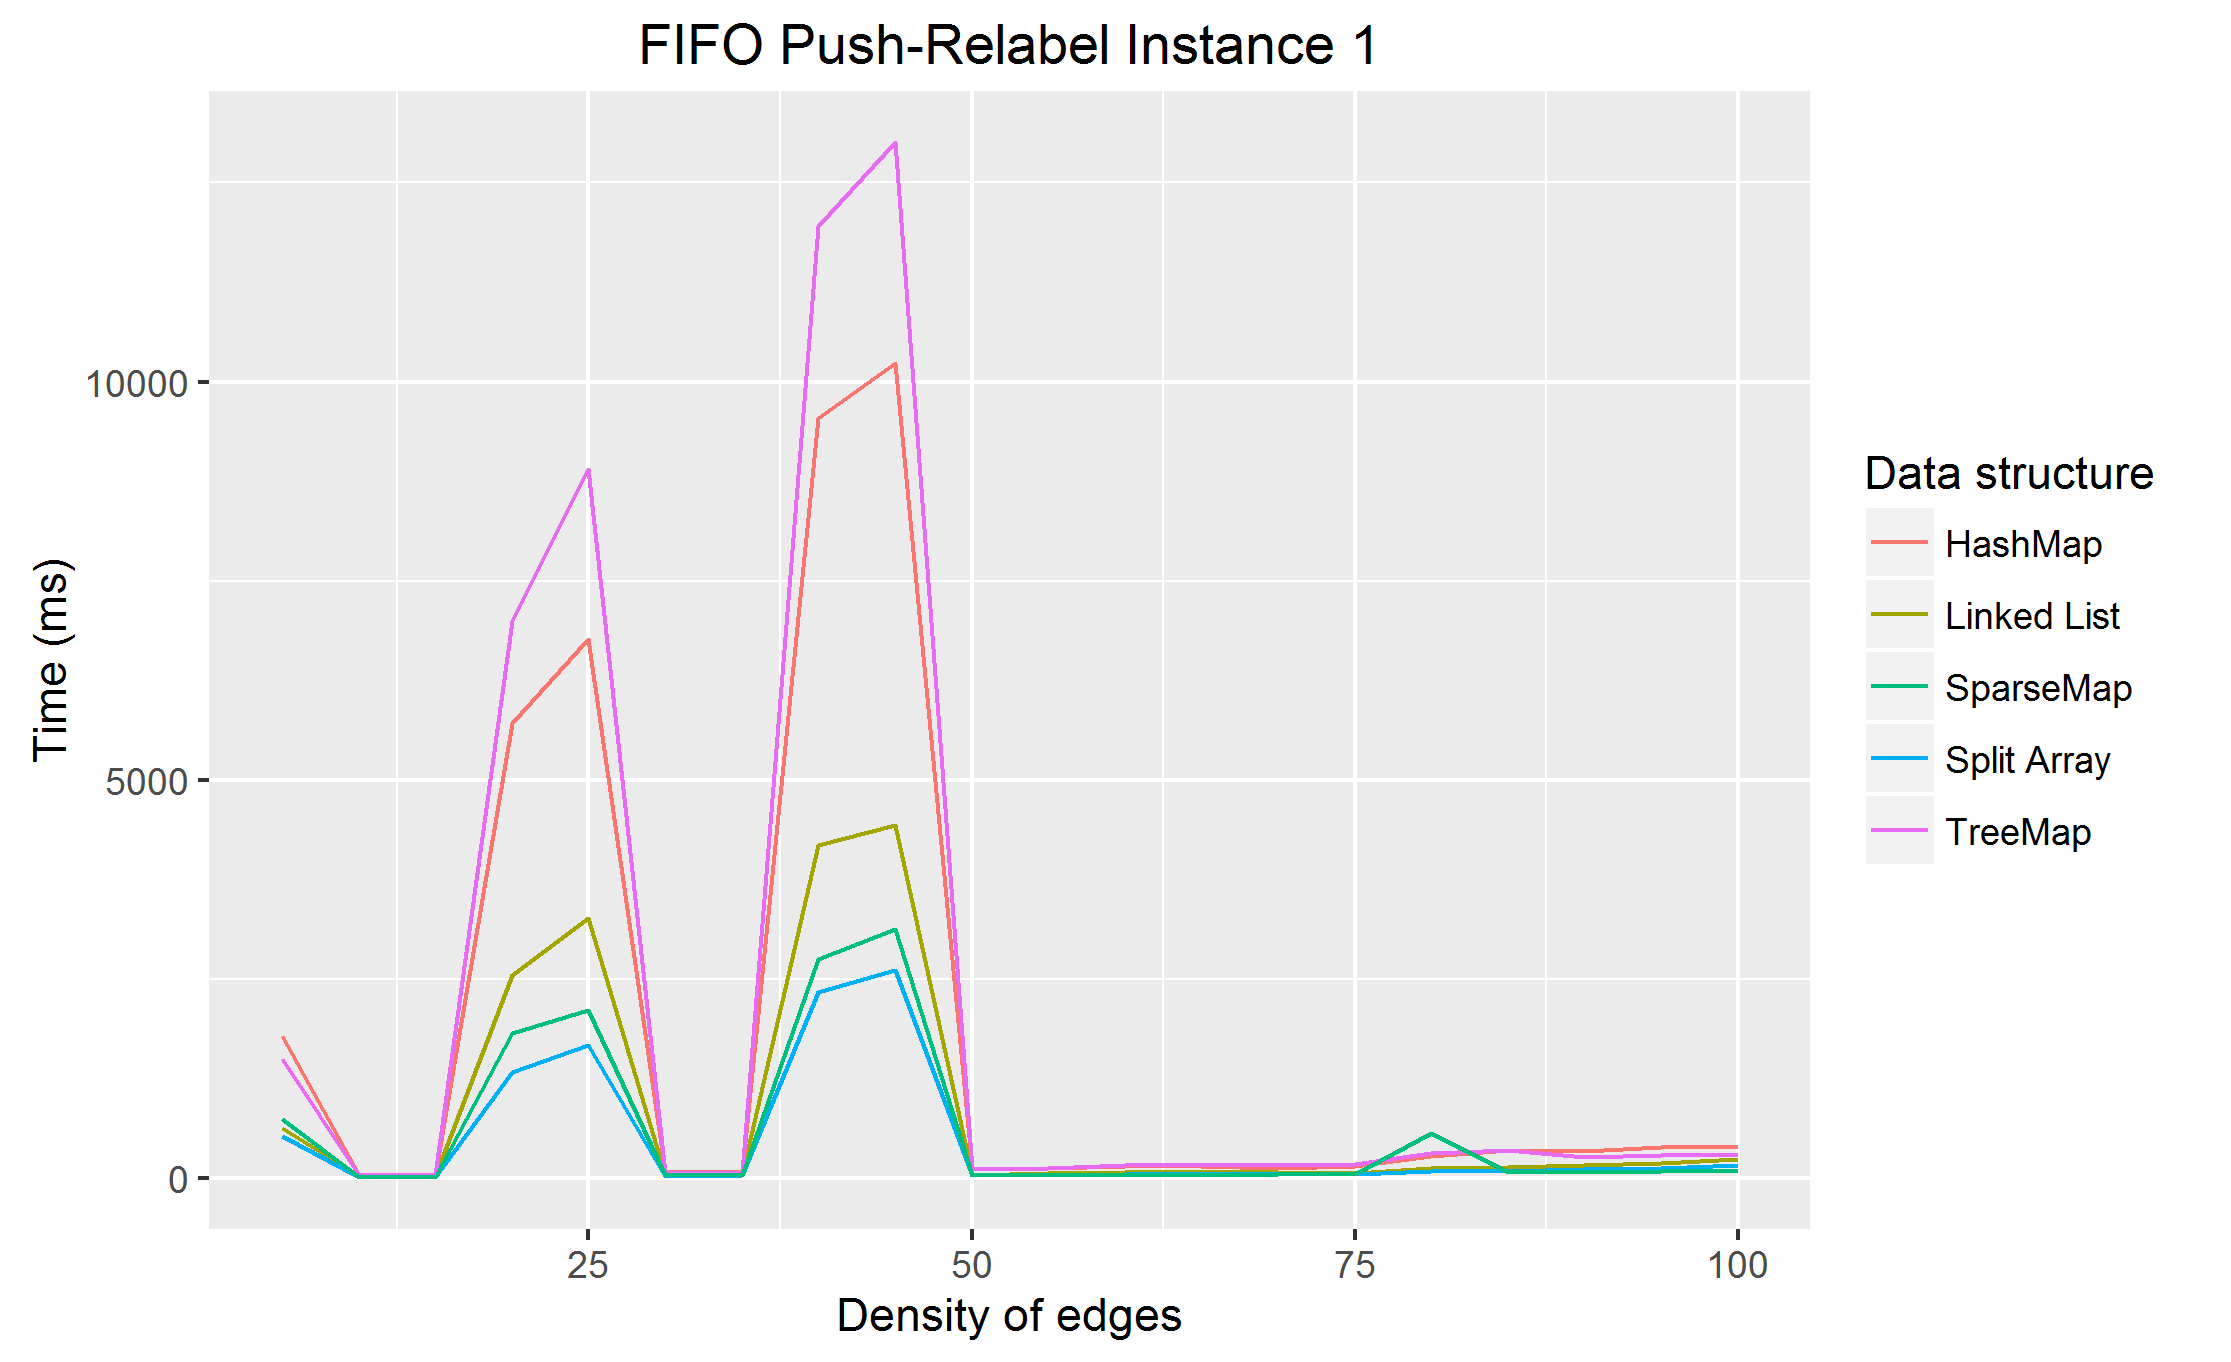 FIFO Push-Relabel Instance 1
Time (ms)
10000
5000
0
25 50 75 100
Density of edges
Data structure
HashMap
Linked List
SparseMap
Split Array
TreeMap